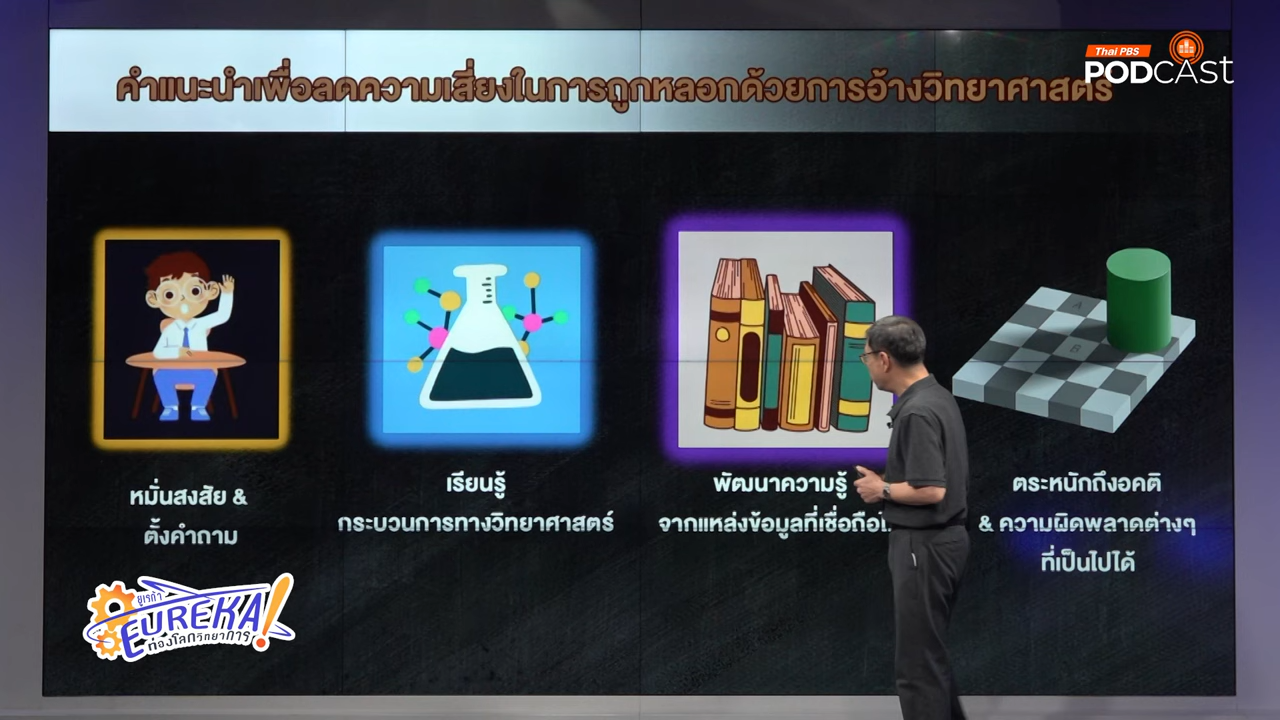 Thai PBS
PODCAST
คำแนะนำเพื่อลดความเสี่ยงในการถูกหลอกด้วยการอ้างวิทยาศาสตร์
A
B
หมั่นสงสัย &
ตั้งคำถาม
เรียนรู้
กระบวนการทางวิทยาศาสตร์
พัฒนาความรู้
จากแหล่งข้อมูลที่เชื่อถือ
ตระหนักถึงอคติ
& ความผิดพลาดต่างๆ
ที่เป็นไปได้
ยูเรก้า
EUREKA!
ท่องโลกวิทยาการ